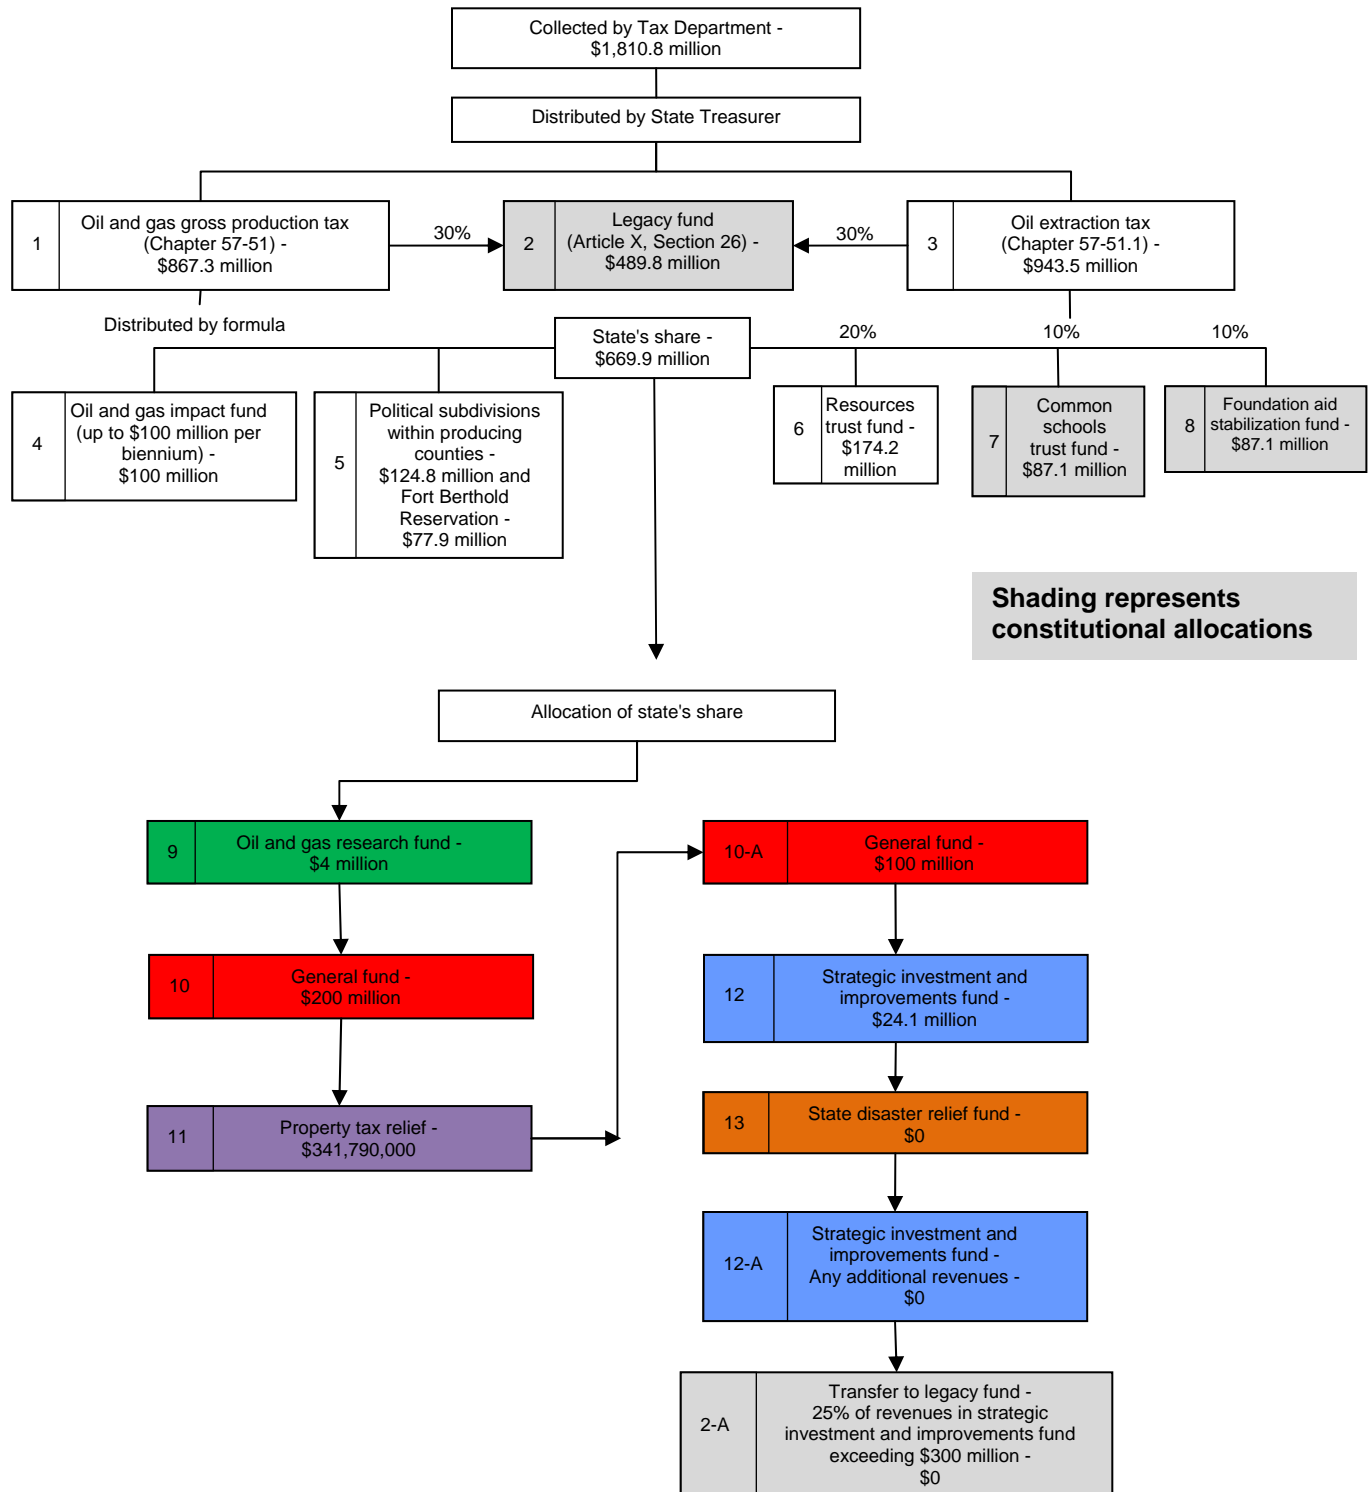 Collected by Tax Department -
$1,810.8 million
Distributed by State Treasurer
1
Oil and gas gross production tax
(Chapter 57-51) -
$867.3 million
30%
2
Legacy fund
(Article X, Section 26) -
$489.8 million
30%
3
Oil extraction tax
(Chapter 57-51.1) -
$943.5 million
Distributed by formula
State's share -
$669.9 million
20%
10%
10%
4
Oil and gas impact fund
(up to $100 million per
biennium) -
$100 million
5
Political subdivisions
within producing
counties -
$124.8 million and
Fort Berthold
Reservation -
$77.9 million
6
Resources
trust fund -
$174.2
million
7
Common
schools
trust fund -
$87.1 million
8
Foundation aid
stabilization fund -
$87.1 million
Shading represents
constitutional allocations
Allocation of state's share
9
Oil and gas research fund -
$4 million
10
General fund -
$200 million
11
Property tax relief -
$341,790,000
10-A
General fund -
$100 million
12
Strategic investment and
improvements fund -
$24.1 million
13
State disaster relief fund -
$0
12-A
Strategic investment and
improvements fund -
Any additional revenues -
$0
2-A
Transfer to legacy fund -
25% of revenues in strategic
investment and improvements fund
exceeding $300 million -
$0